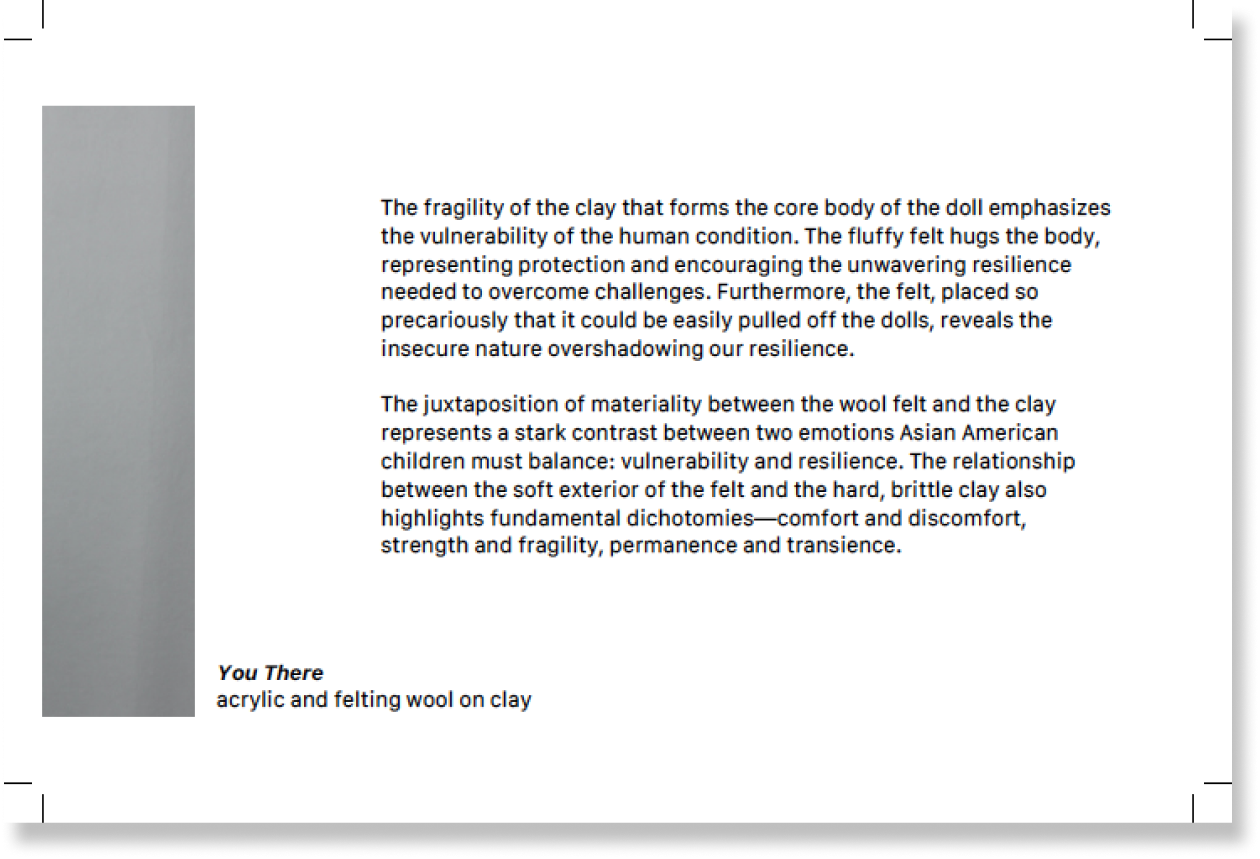 The fragility of the clay that forms the core body of the doll emphasizes
the vulnerability of the human condition. The fluffy felt hugs the body,
representing protection and encouraging the unwavering resilience
needed to overcome challenges. Furthermore, the felt, placed so
precariously that it could be easily pulled off the dolls, reveals the
insecure nature overshadowing our resilience.
The juxtaposition of materiality between the wool felt and the clay
represents a stark contrast between two emotions Asian American
children must balance: vulnerability and resilience. The relationship
between the soft exterior of the felt and the hard, brittle clay also
highlights fundamental dichotomies—comfort and discomfort,
strength and fragility, permanence and transience.
You There
acrylic and felting wool on clay